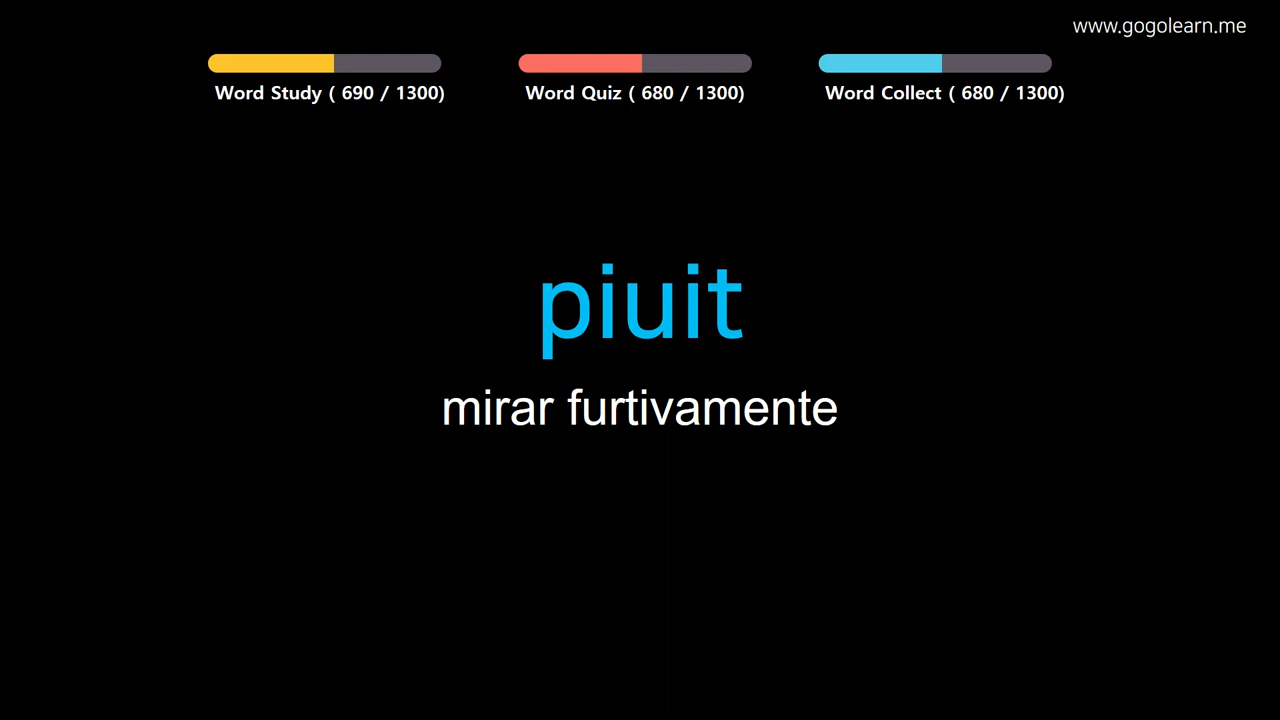 www.gogolearn.me
Word Study ( 690 / 1300)
Word Quiz ( 680 / 1300)
Word Collect ( 680 / 1300)
piuit
mirar furtivamente